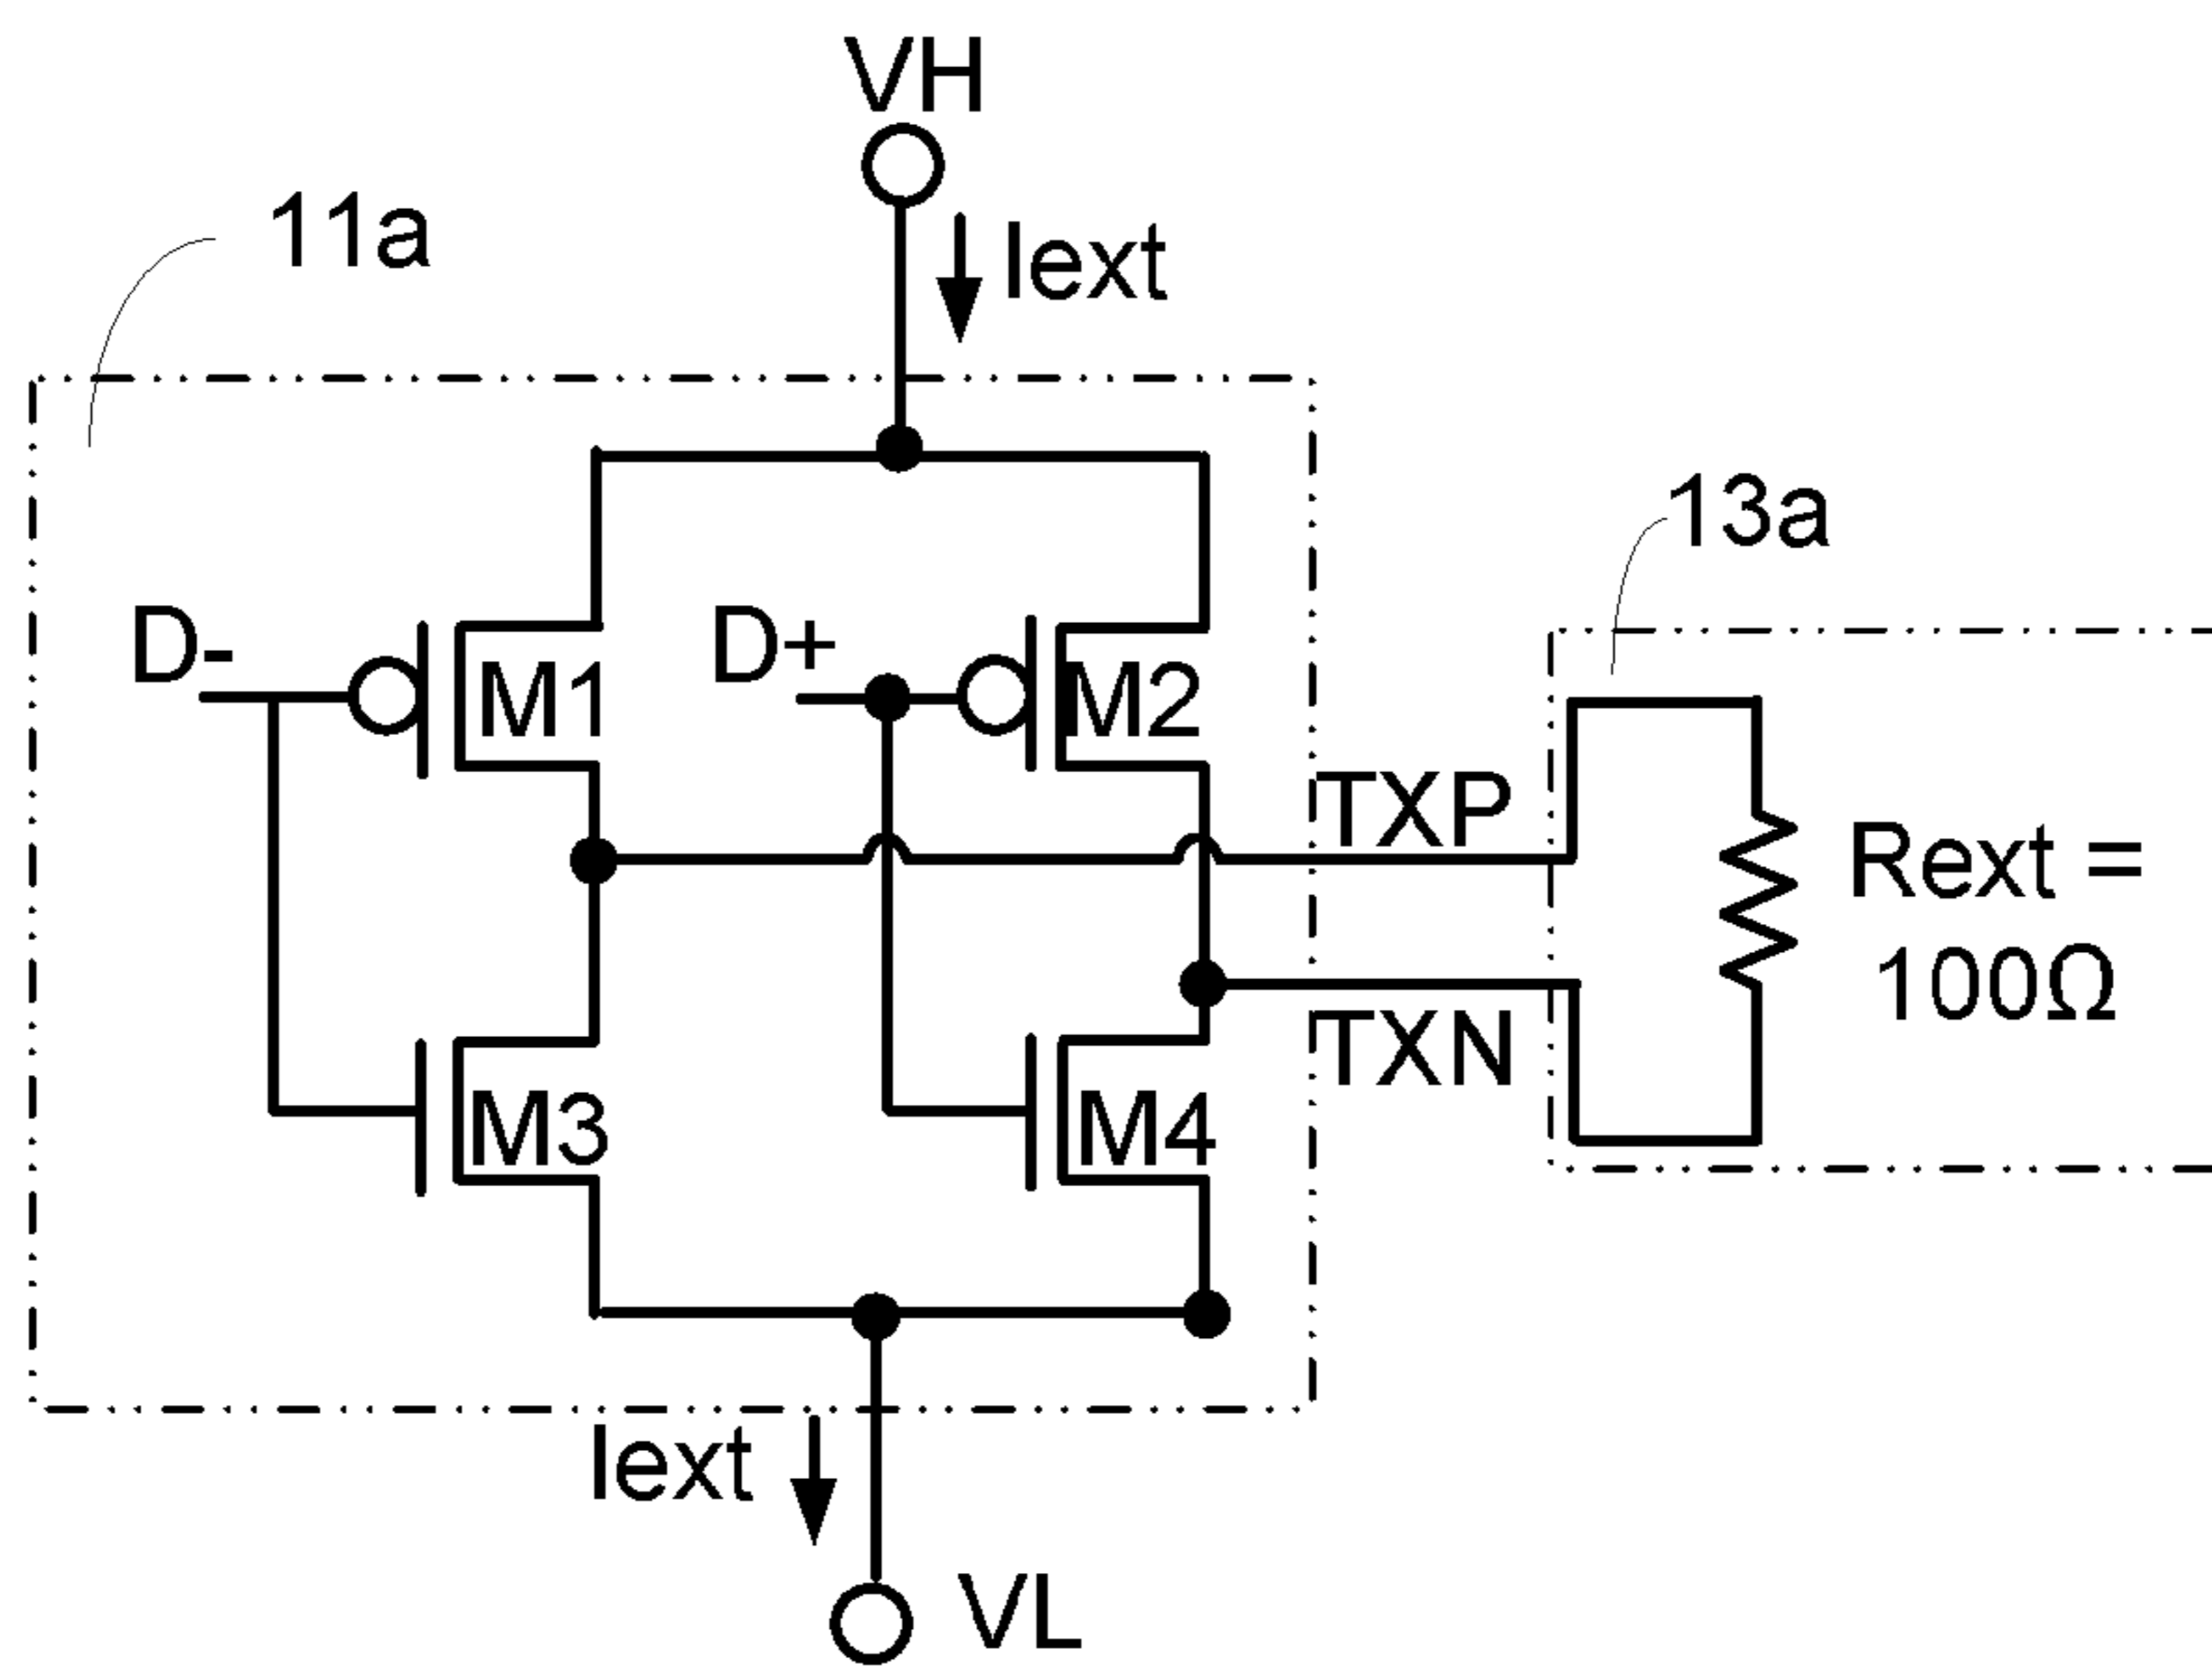 VH
11a
Iext
13a
D-
D+
M1
M2
TXP
Rext =
100Ω
TXN
M3
M4
Iext
VL